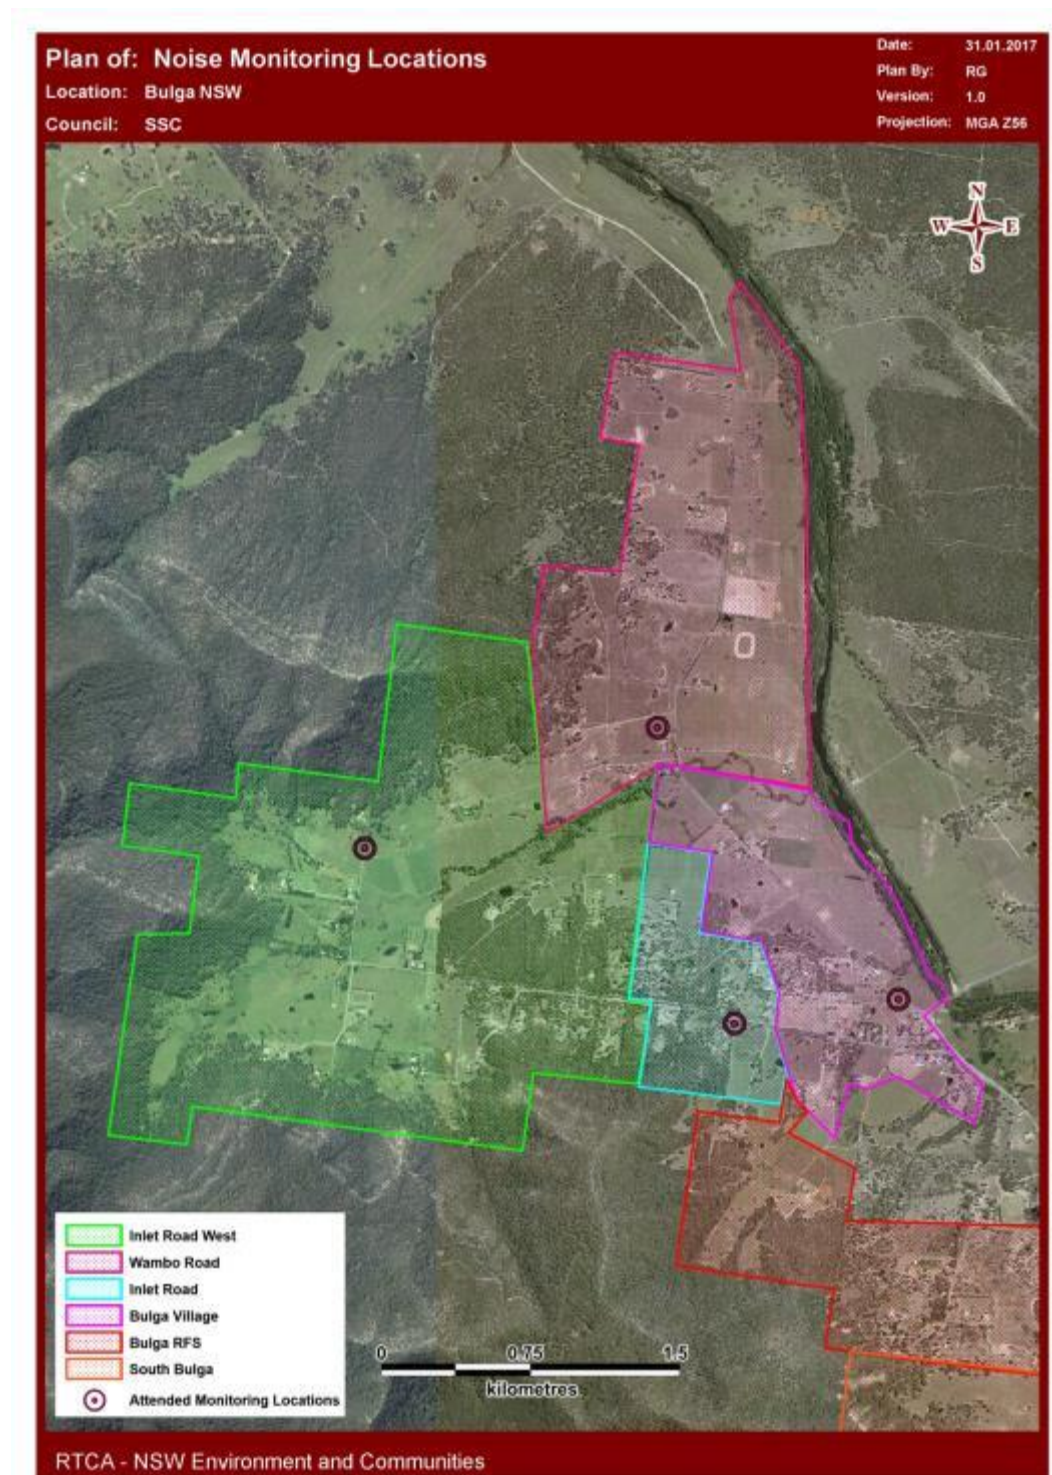 Plan of: Noise Monitoring Locations
Location: Bulga NSW
Council: SSC
Date: 31.01.2017
Plan By: RG
Version: 1.0
Projection: MGA Z56
N
W E
S
Inlet Road West
Wambo Road
Inlet Road
Bulga Village
Bulga RFS
South Bulga
Attended Monitoring Locations
0 0.75 1.5
kilometres
RTCA - NSW Environment and Communities